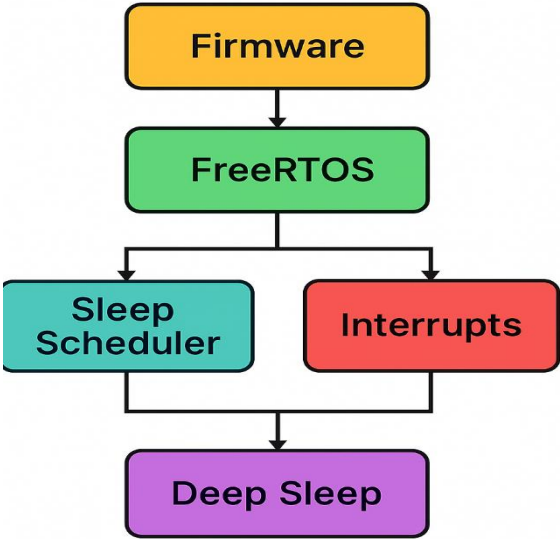 Firmware
FreeRTOS
Sleep
Scheduler
Interrupts
Deep Sleep